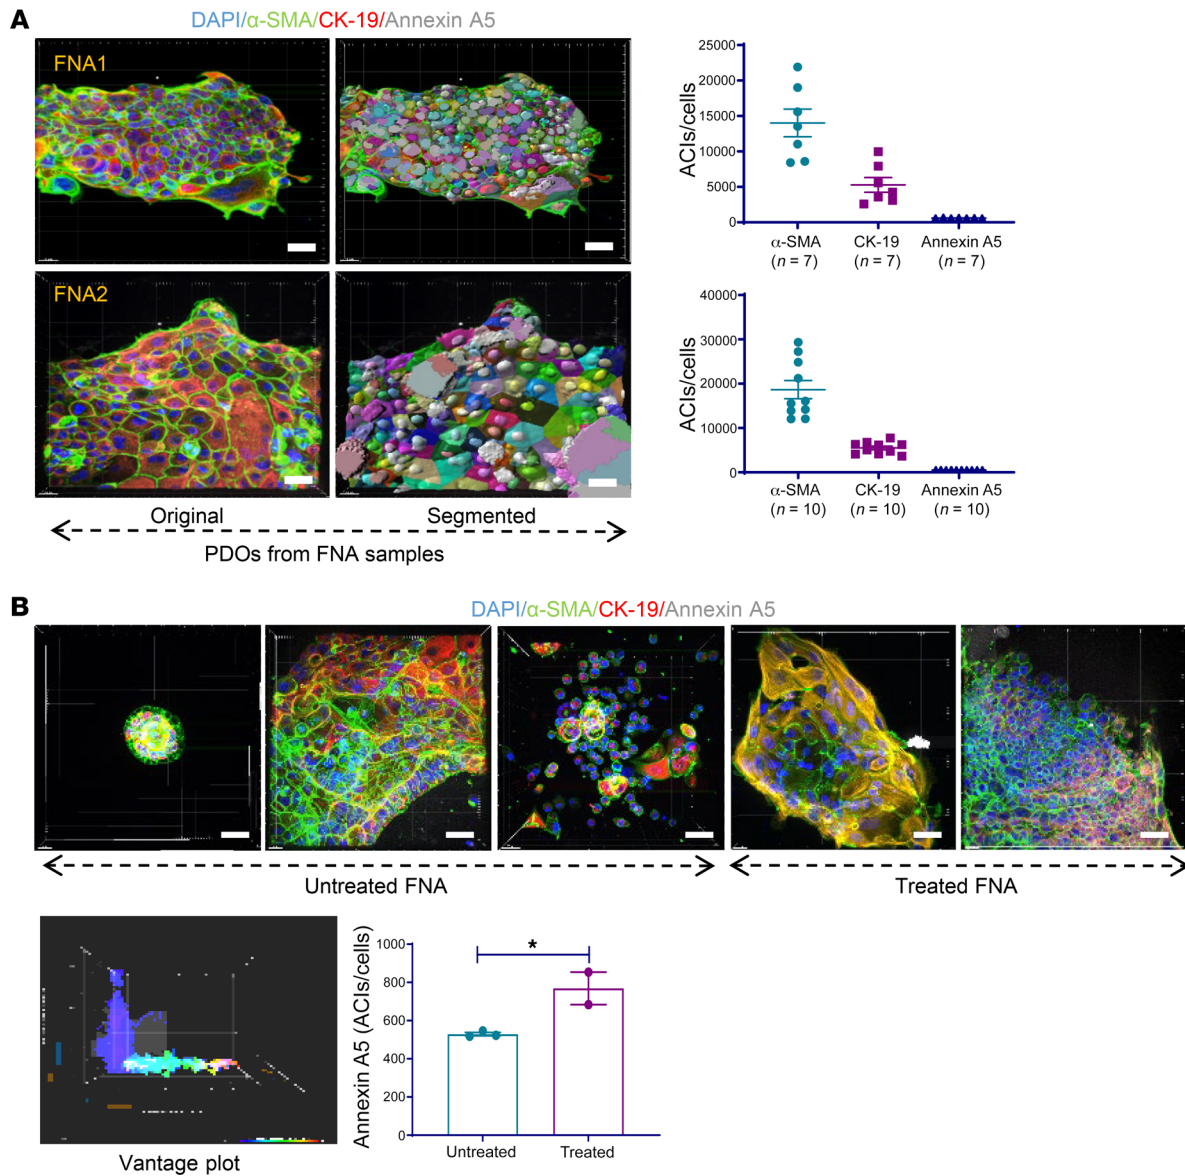 A
DAPI/α-SMA/CK-19/Annexin A5
FNA1
FNA2
Original
Segmented
PDOs from FNA samples
ACIs/cells
25000
20000
15000
10000
5000
0
α-SMA
(n = 7)
CK-19
(n = 7)
Annexin A5
(n = 7)
ACIs/cells
40000
30000
20000
10000
0
α-SMA
(n = 10)
CK-19
(n = 10)
Annexin A5
(n = 10)
B
DAPI/α-SMA/CK-19/Annexin A5
Untreated FNA
Treated FNA
Vantage plot
Annexin A5 (ACIs/cells)
1000
800
600
400
200
0
*
Untreated
Treated